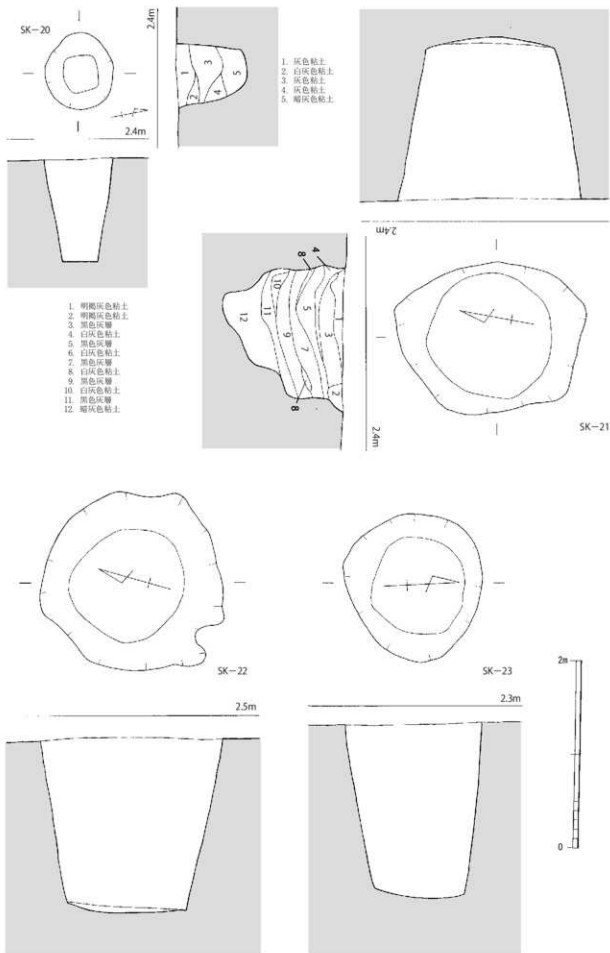 SK－20
2.4m
1
2
3
4
5
1. 灰色粘土
2. 白灰色粘土
3. 灰色粘土
4. 灰色粘土
5. 暗灰色粘土
2.4m
2.4m
4
8
10
11
12
9
5
7
3
1
2
8
2.4m
SK－21
1. 明褐灰色粘土
2. 明褐灰色粘土
3. 黒色灰層
4. 白灰色粘土
5. 黒色灰層
6. 白灰色粘土
7. 黒色灰層
8. 白灰色粘土
9. 黒色灰層
10. 白灰色粘土
11. 黒色灰層
12. 暗灰色粘土
SK－22
2.5m
SK－23
2.3m
2m
0